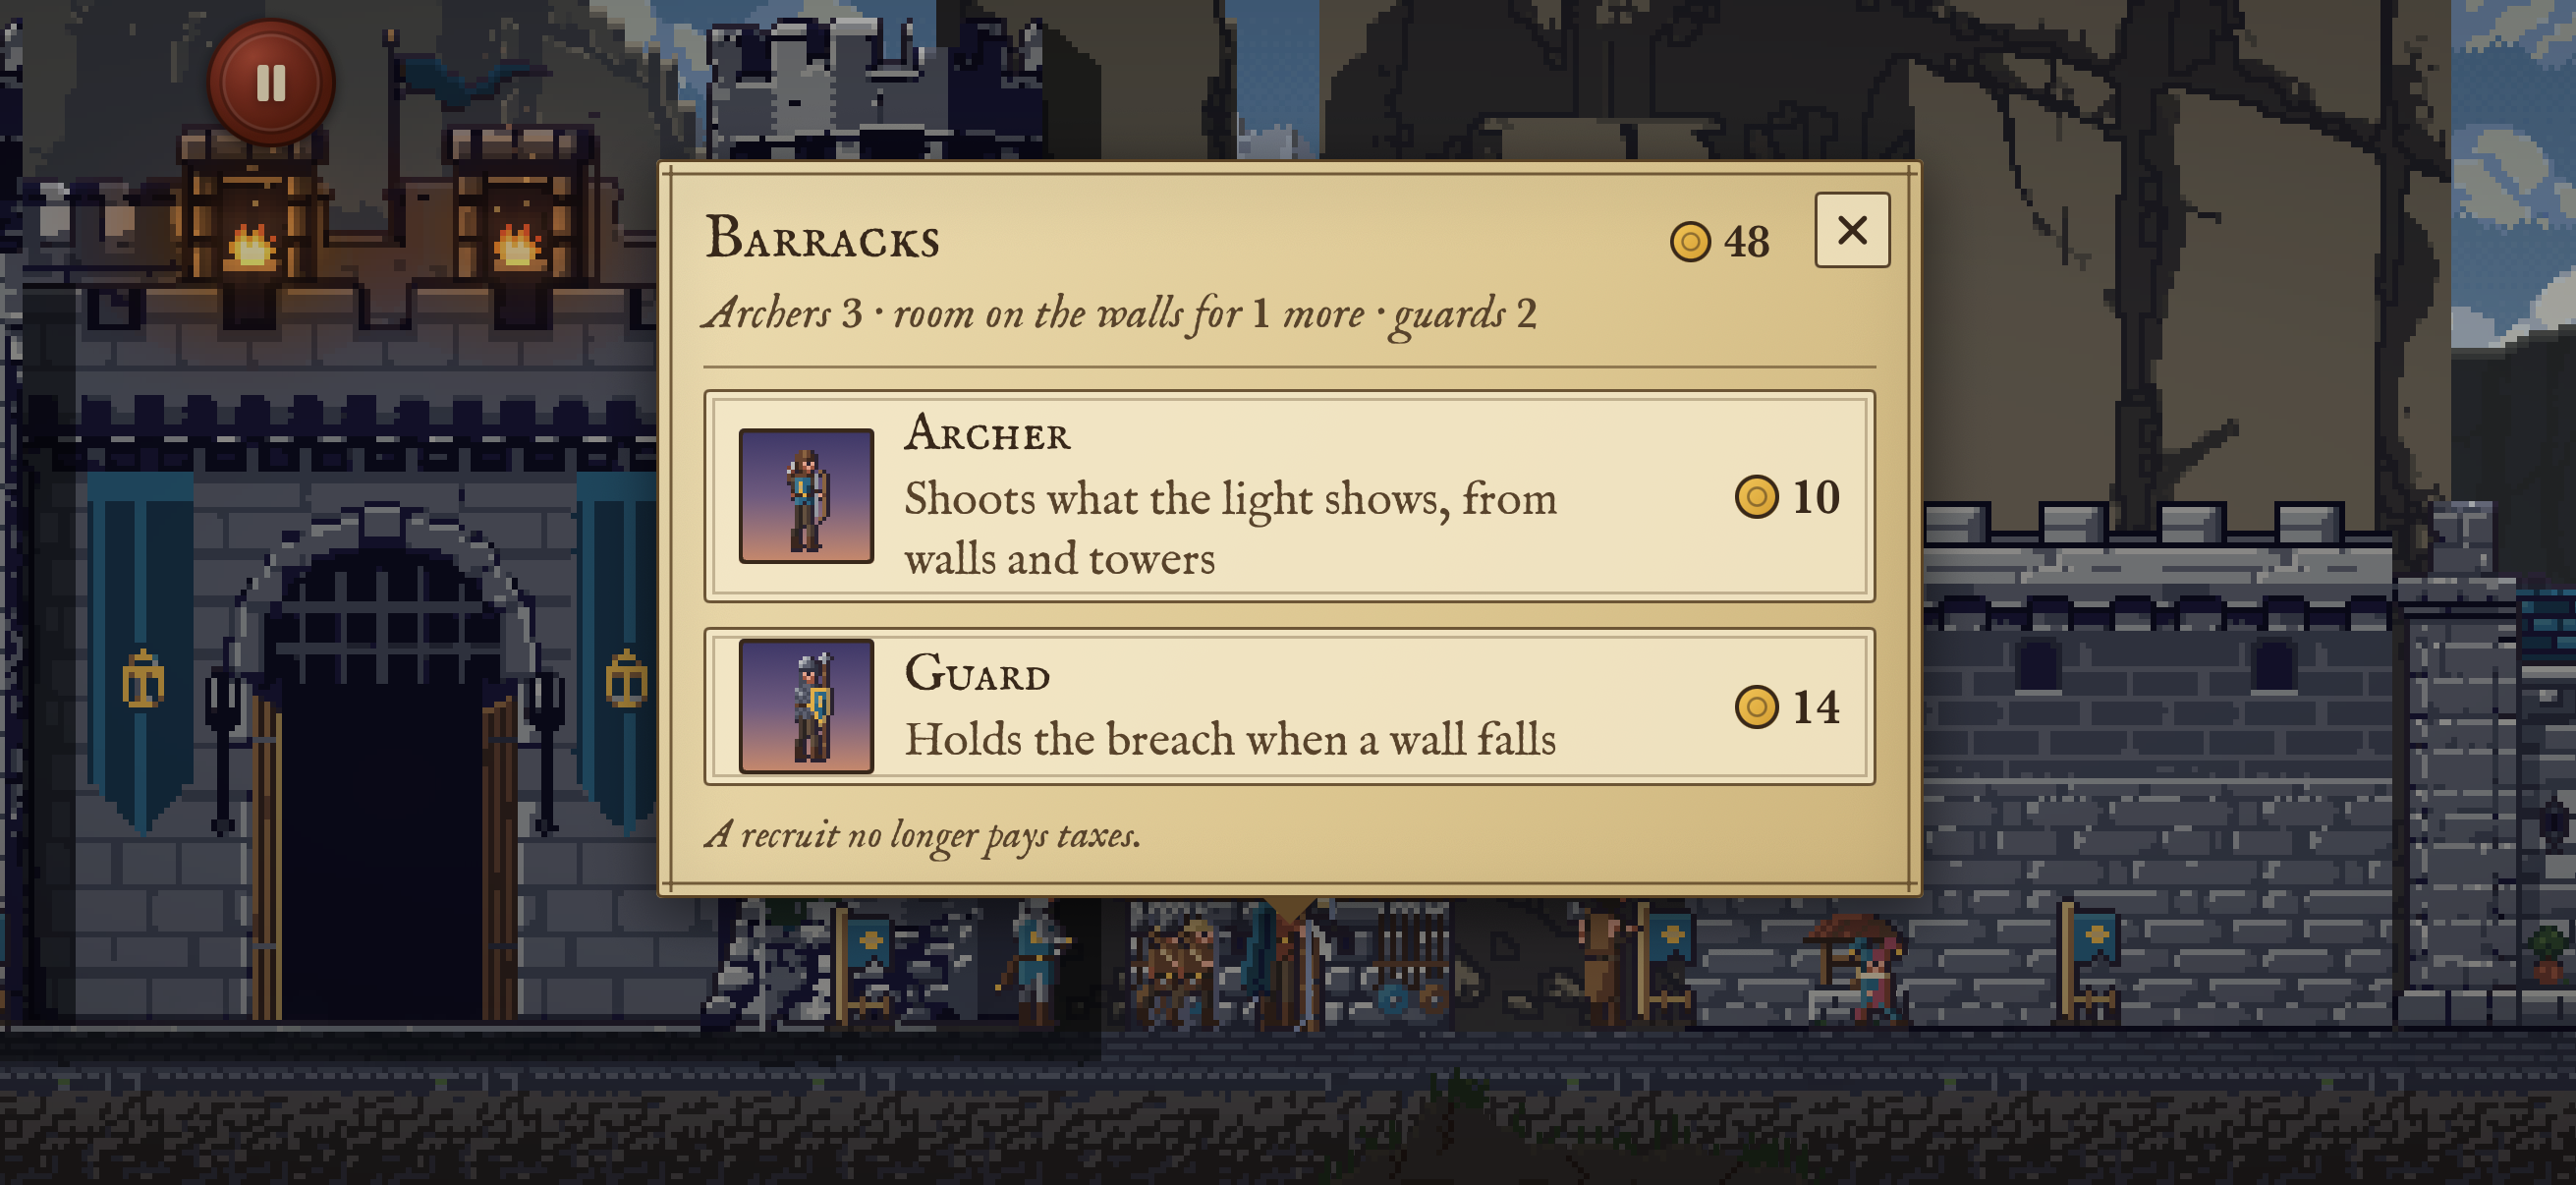 Barracks
48
Archers 3 · room on the walls for 1 more · guards 2
Archer
Shoots what the light shows, from
walls and towers
10
Guard
Holds the breach when a wall falls
14
A recruit no longer pays taxes.